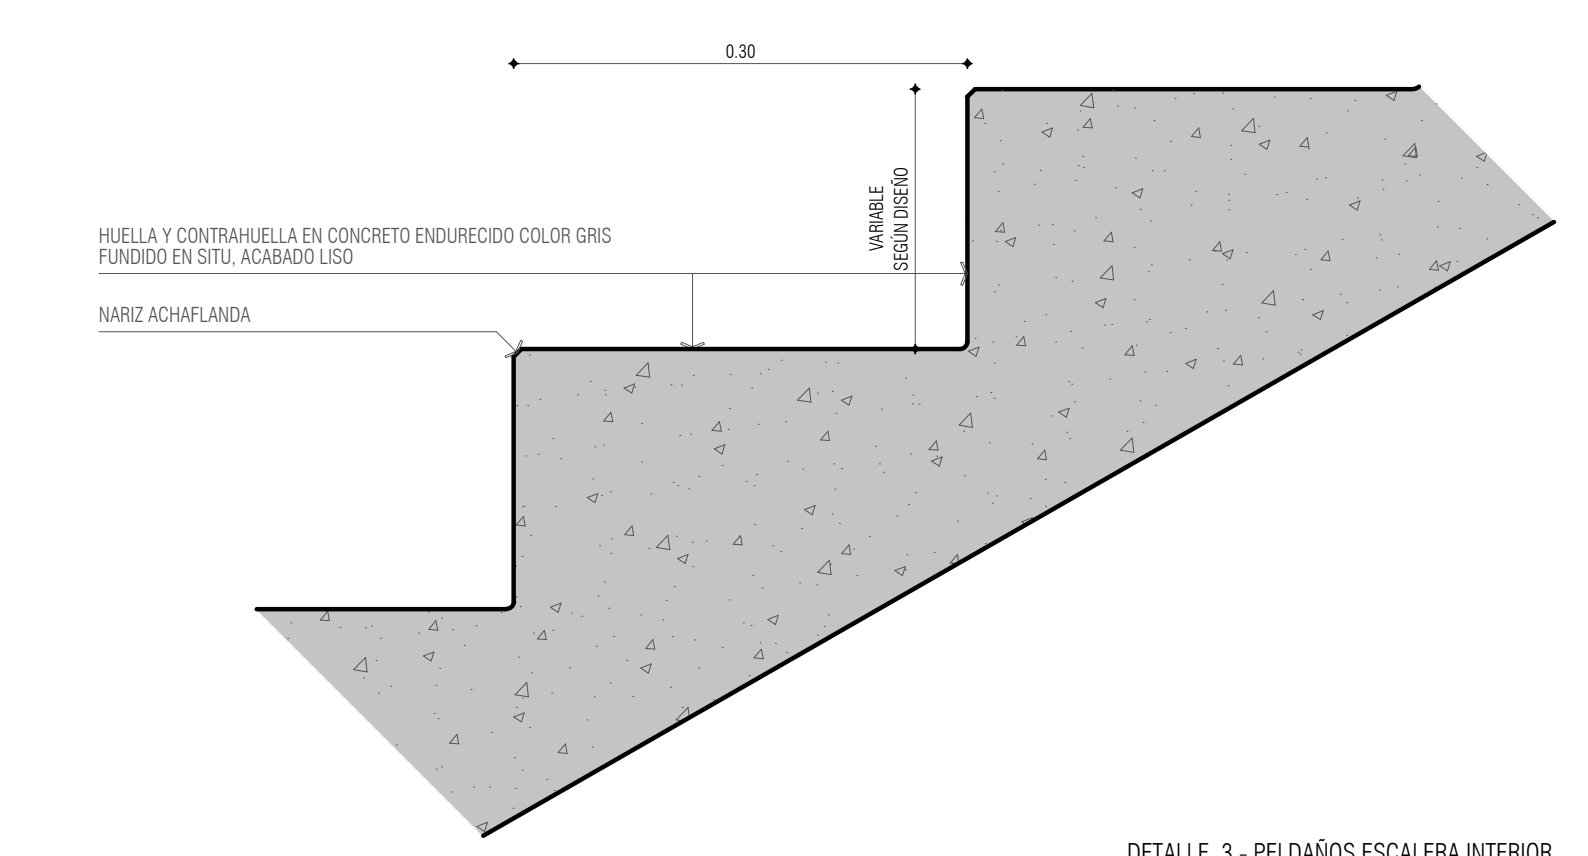 0.30
VARIABLE
SEGÚN DISEÑO
HUELLA Y CONTRAHUELLA EN CONCRETO ENDURECIDO COLOR GRIS
FUNDIDO EN SITU, ACABADO LISO
NARIZ ACHAFLANDA
DETALLE  3 - PELDAÑOS ESCALERA INTERIOR